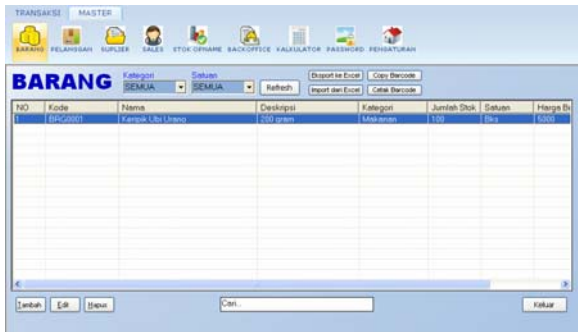 TRANSAKSI MASTER
BARANG PELANGGAN SUPLIER SALES STOK OPNAME BACKOFFICE KALKULATOR PASSWORD PENGATURAN
BARANG
Kategori Satuan
SEMUA SEMUA Refresh
Eksport ke Excel Copy Barcode
Import dari Excel Cetak Barcode
NO Kode Nama Deskripsi Kategori Jumlah Stok Satuan Harga Be
1 BRG0001 Keripik Ubi 200 gram Makanan 100 Bks 5000
Tambah Edit Hapus Cari.. Keluar